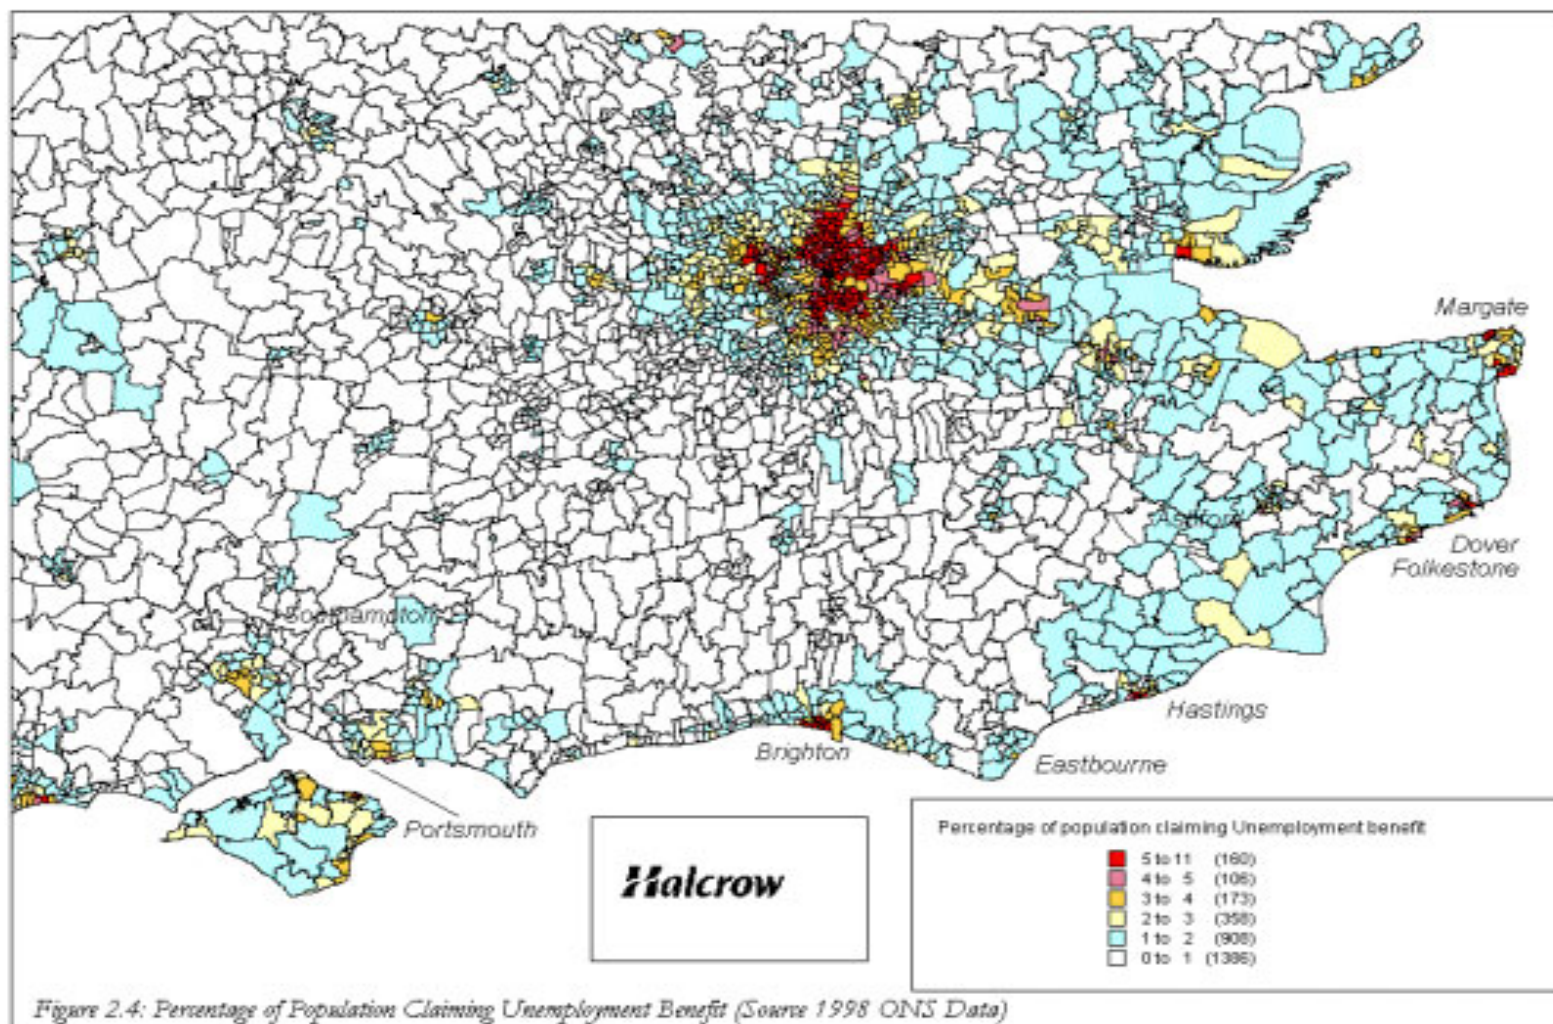 Margate
Ashford
Dover
Folkestone
Southampton
Hastings
Brighton
Eastbourne
Portsmouth
Halcrow
Percentage of population claiming Unemployment benefit
5 to 11 (160)
4 to 5 (106)
3 to 4 (173)
2 to 3 (358)
1 to 2 (908)
0 to 1 (1386)
Figure 2.4: Percentage of Population Claiming Unemployment Benefit (Source 1998 ONS Data)